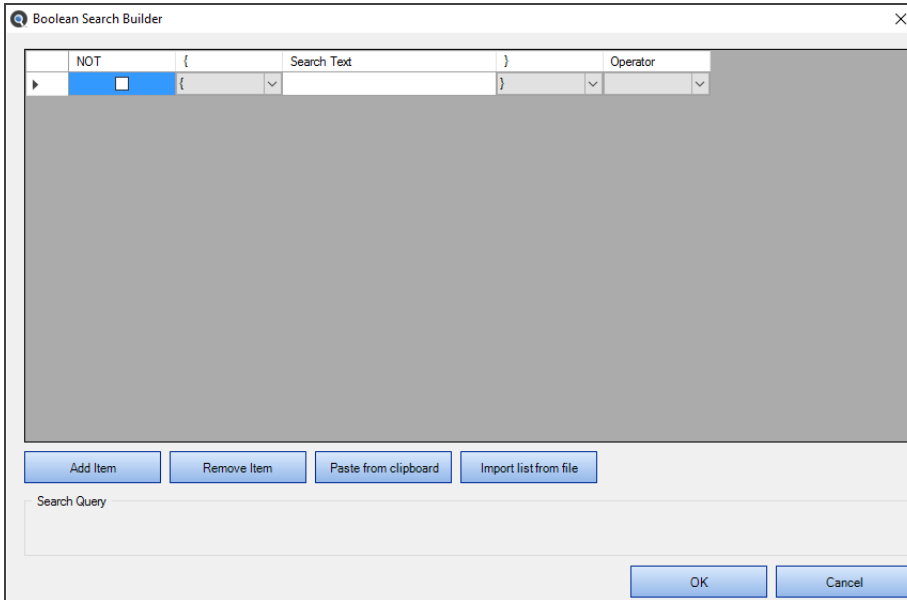 Boolean Search Builder
NOT { Search Text } Operator
{ }
Add Item Remove Item Paste from clipboard Import list from file
Search Query
OK Cancel